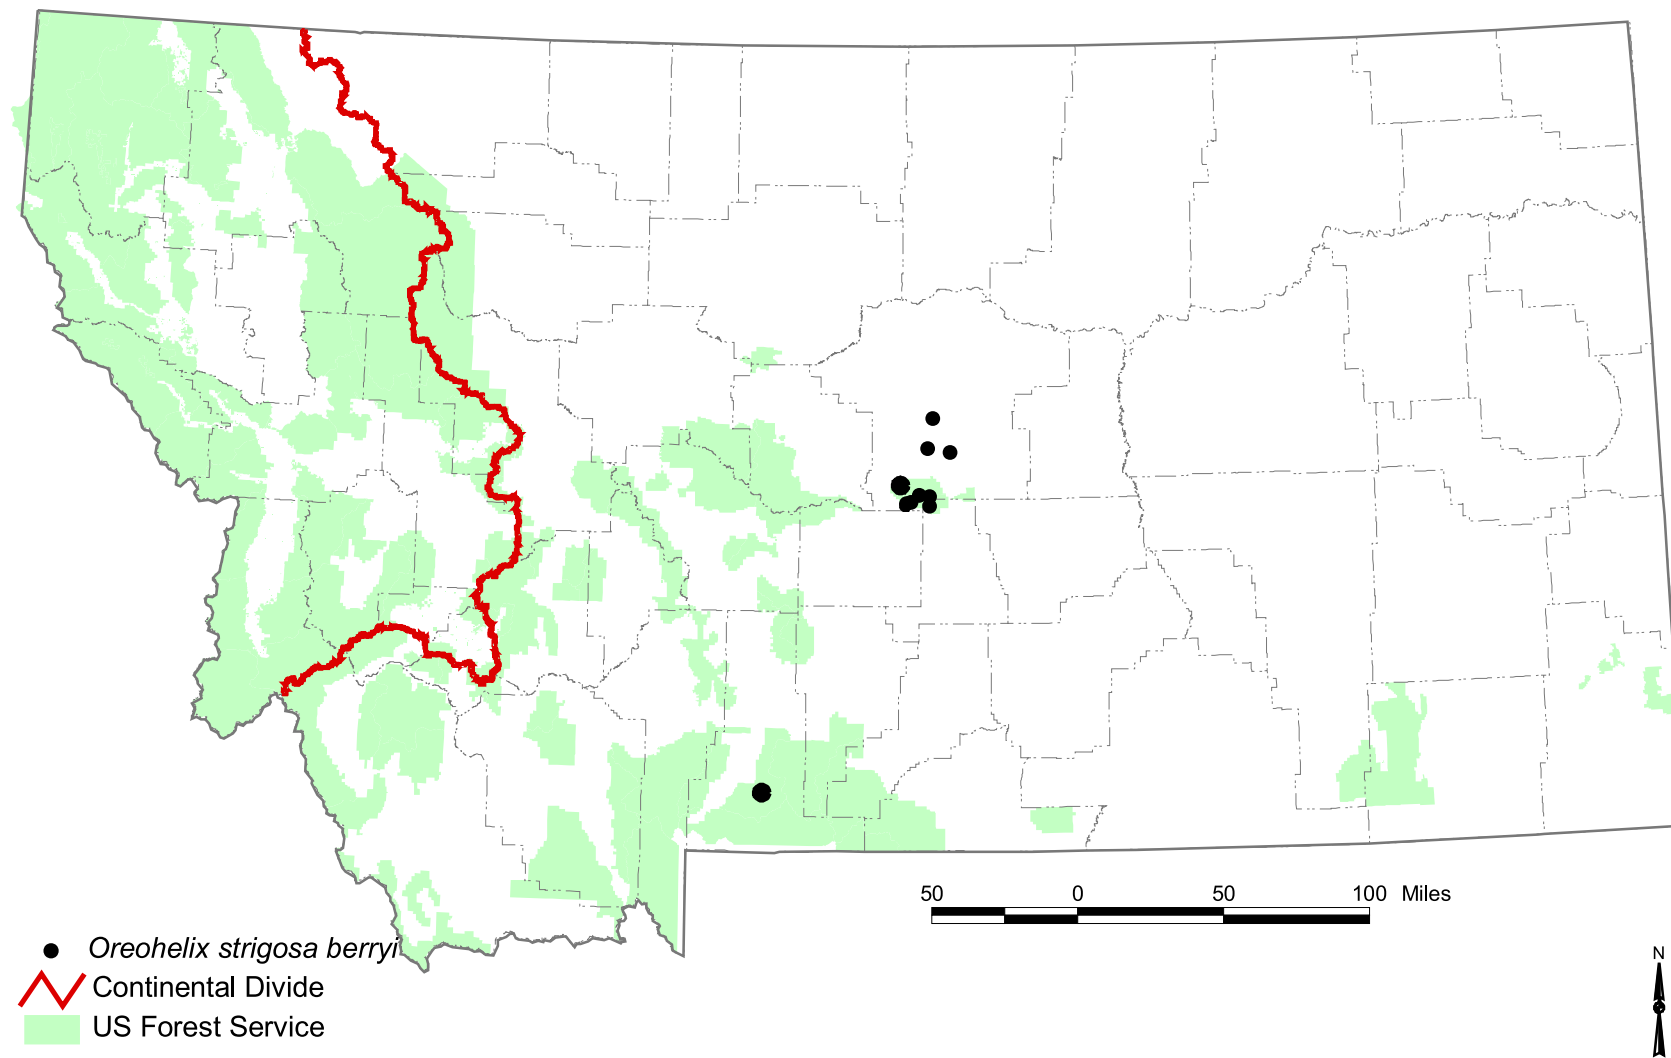 50 0 50 100 Miles
Oreohelix strigosa berryi
Continental Divide
US Forest Service
N